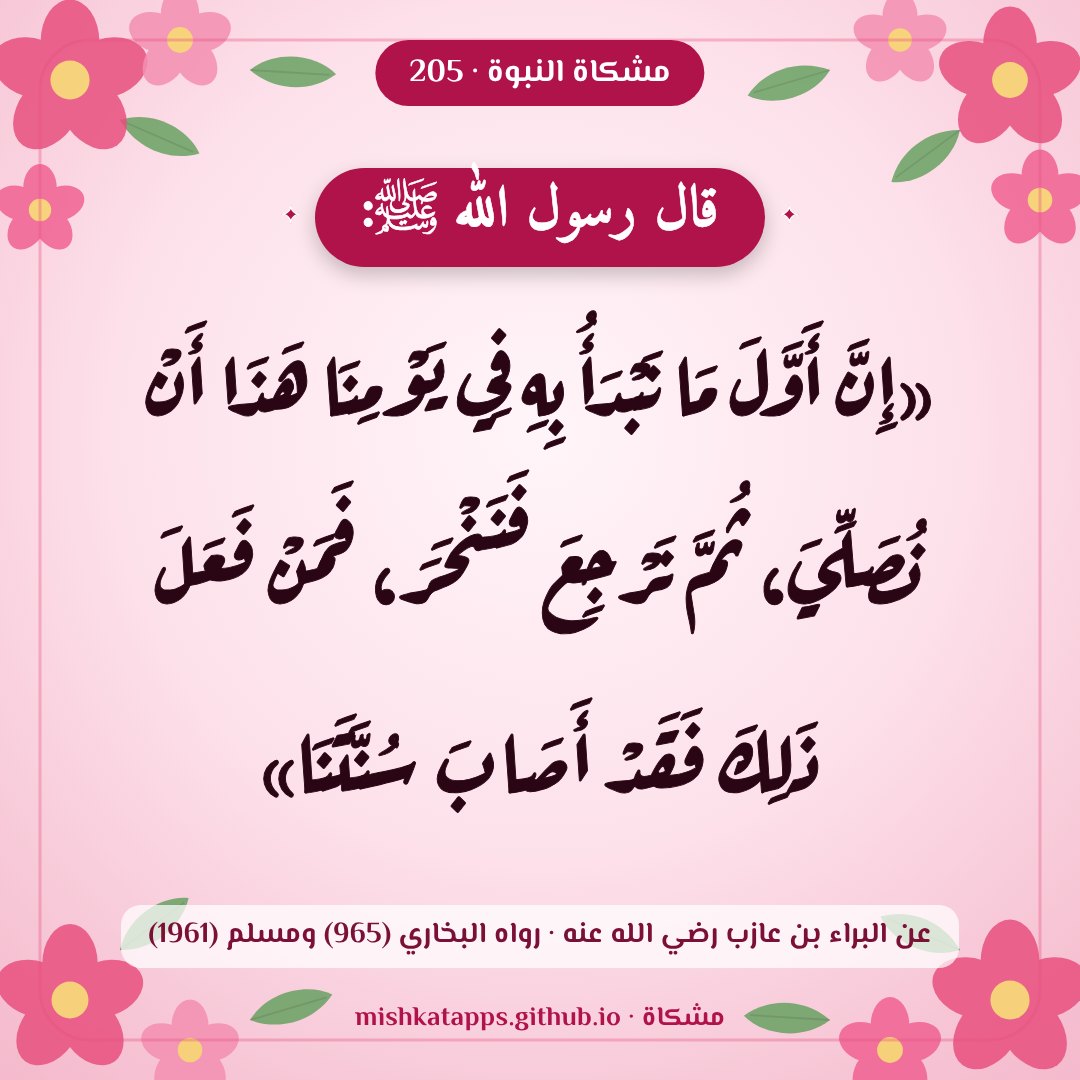 مشكاة النبوة · 205
قال رسول الله ﷺ:
«إِنَّ أَوَّلَ مَا نَبْدَأُ بِهِ فِي يَوْمِنَا هَذَا أَنْ
نُصَلِّيَ، ثُمَّ نَرْجِعَ فَنَنْحَرَ، فَمَنْ فَعَلَ
ذَلِكَ فَقَدْ أَصَابَ سُنَّتَنَا»
عن البراء بن عازب رضي الله عنه · رواه البخاري (965) ومسلم (1961)
مشكاة · mishkatapps.github.io